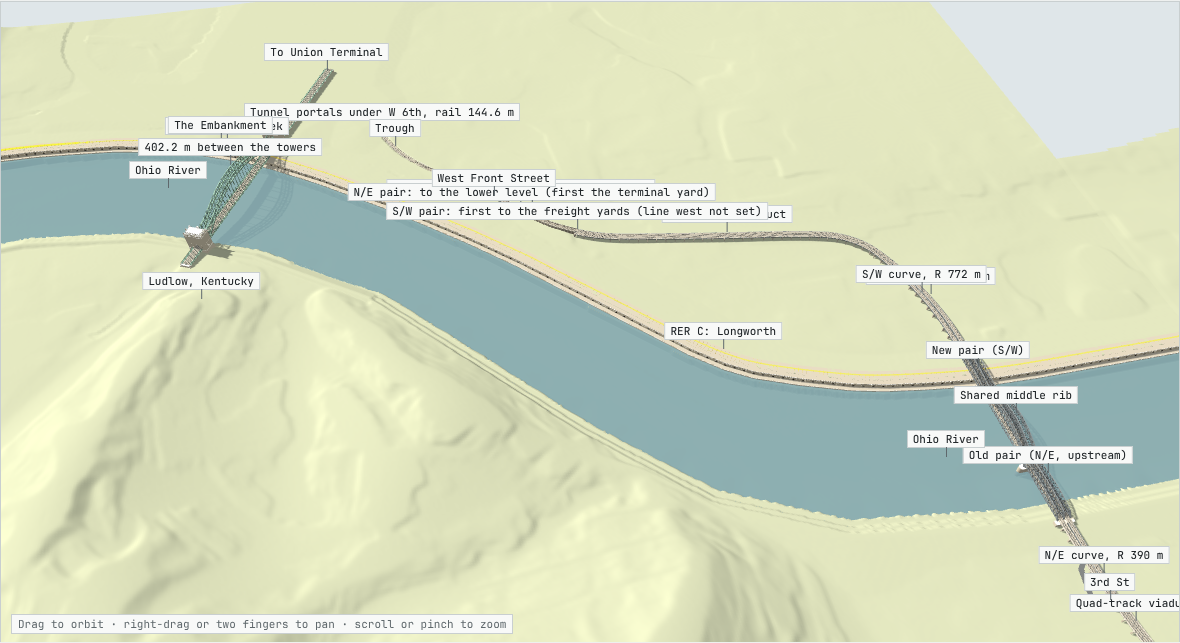 To Union Terminal
Tunnel portals under W 6th, rail 144.6 m
The Embankment
Trough
402.2 m between the towers
Ohio River
West Front Street
N/E pair: to the lower level (first the terminal yard)
S/W pair: first to the freight yards (line west not set)
Ludlow, Kentucky
S/W curve, R 772 m
RER C: Longworth
New pair (S/W)
Shared middle rib
Ohio River
Old pair (N/E, upstream)
N/E curve, R 390 m
3rd St
Quad-track viadu
Drag to orbit · right-drag or two fingers to pan · scroll or pinch to zoom